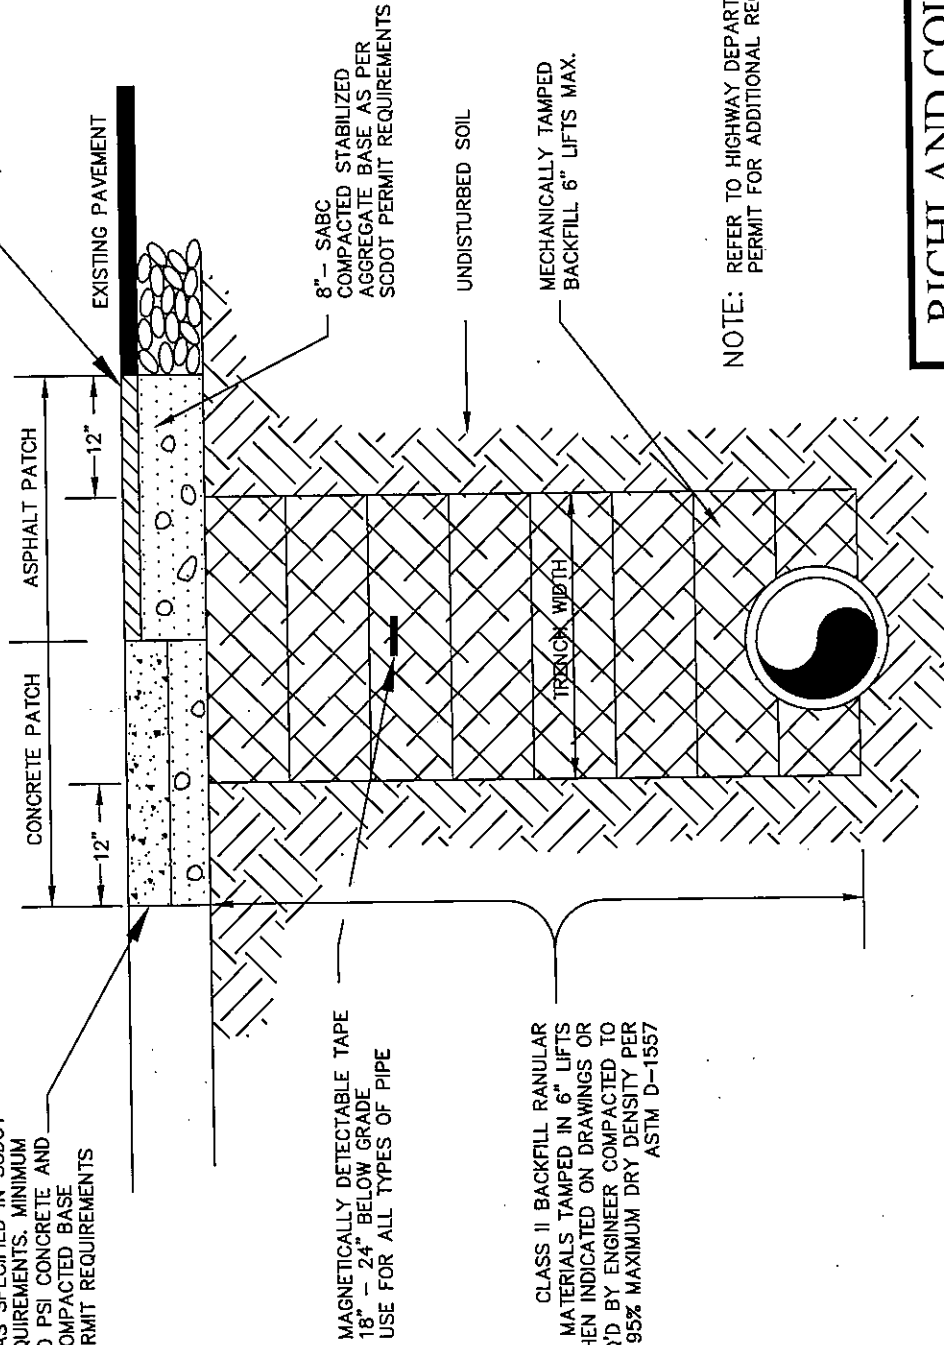 AS SPECIFIED IN SCDOT
QUIREMENTS. MINIMUM
PSI CONCRETE AND
COMPACTED BASE
RMIT REQUIREMENTS
CONCRETE PATCH
ASPHALT PATCH
12"
12"
EXISTING PAVEMENT
8"- SABC
COMPACTED STABILIZED
AGGREGATE BASE AS PER
SCDOT PERMIT REQUIREMENTS
MAGNETICALLY DETECTABLE TAPE
18" - 24" BELOW GRADE
USE FOR ALL TYPES OF PIPE
UNDISTURBED SOIL
TRENCH WIDTH
MECHANICALLY TAMPED
BACKFILL 6" LIFTS MAX.
CLASS II BACKFILL RANULAR
MATERIALS TAMPED IN 6" LIFTS
HEN INDICATED ON DRAWINGS OR
Q'D BY ENGINEER COMPACTED TO
95% MAXIMUM DRY DENSITY PER
ASTM D-1557
NOTE: REFER TO HIGHWAY DEPART
PERMIT FOR ADDITIONAL REQ
RICHLAND COU